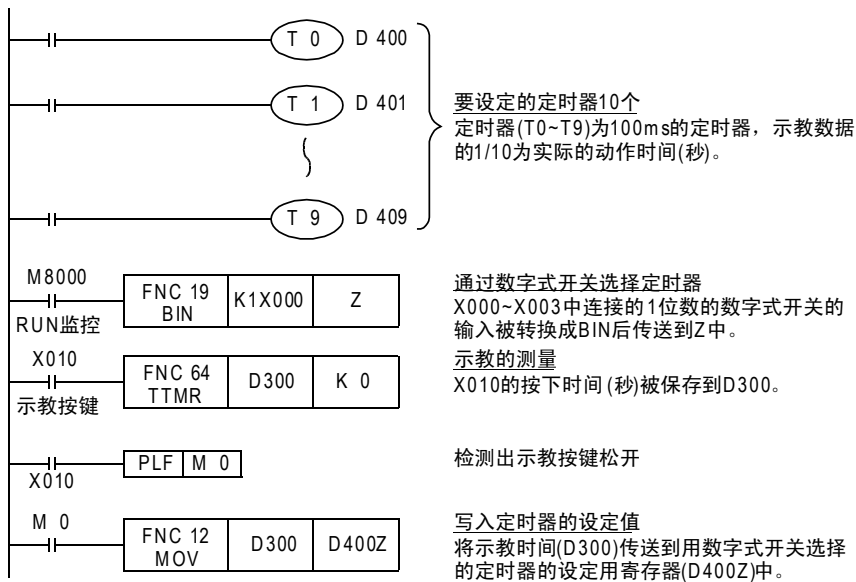 T 0 D 400
T 1 D 401
要设定的定时器10个
定时器(T0~T9)为100ms的定时器，示教数据
的1/10为实际的动作时间(秒)。
T 9 D 409
M8000
FNC 19
BIN
K1X000
Z
RUN监控
通过数字式开关选择定时器
X000~X003中连接的1位数的数字式开关的
输入被转换成BIN后传送到Z中。
X010
FNC 64
TTMR
D300
K 0
示教按键
示教的测量
X010的按下时间(秒)被保存到D300。
PLF M 0
X010
检测出示教按键松开
M 0
FNC 12
MOV
D300
D400Z
写入定时器的设定值
将示教时间(D300)传送到用数字式开关选择
的定时器的设定用寄存器(D400Z)中。